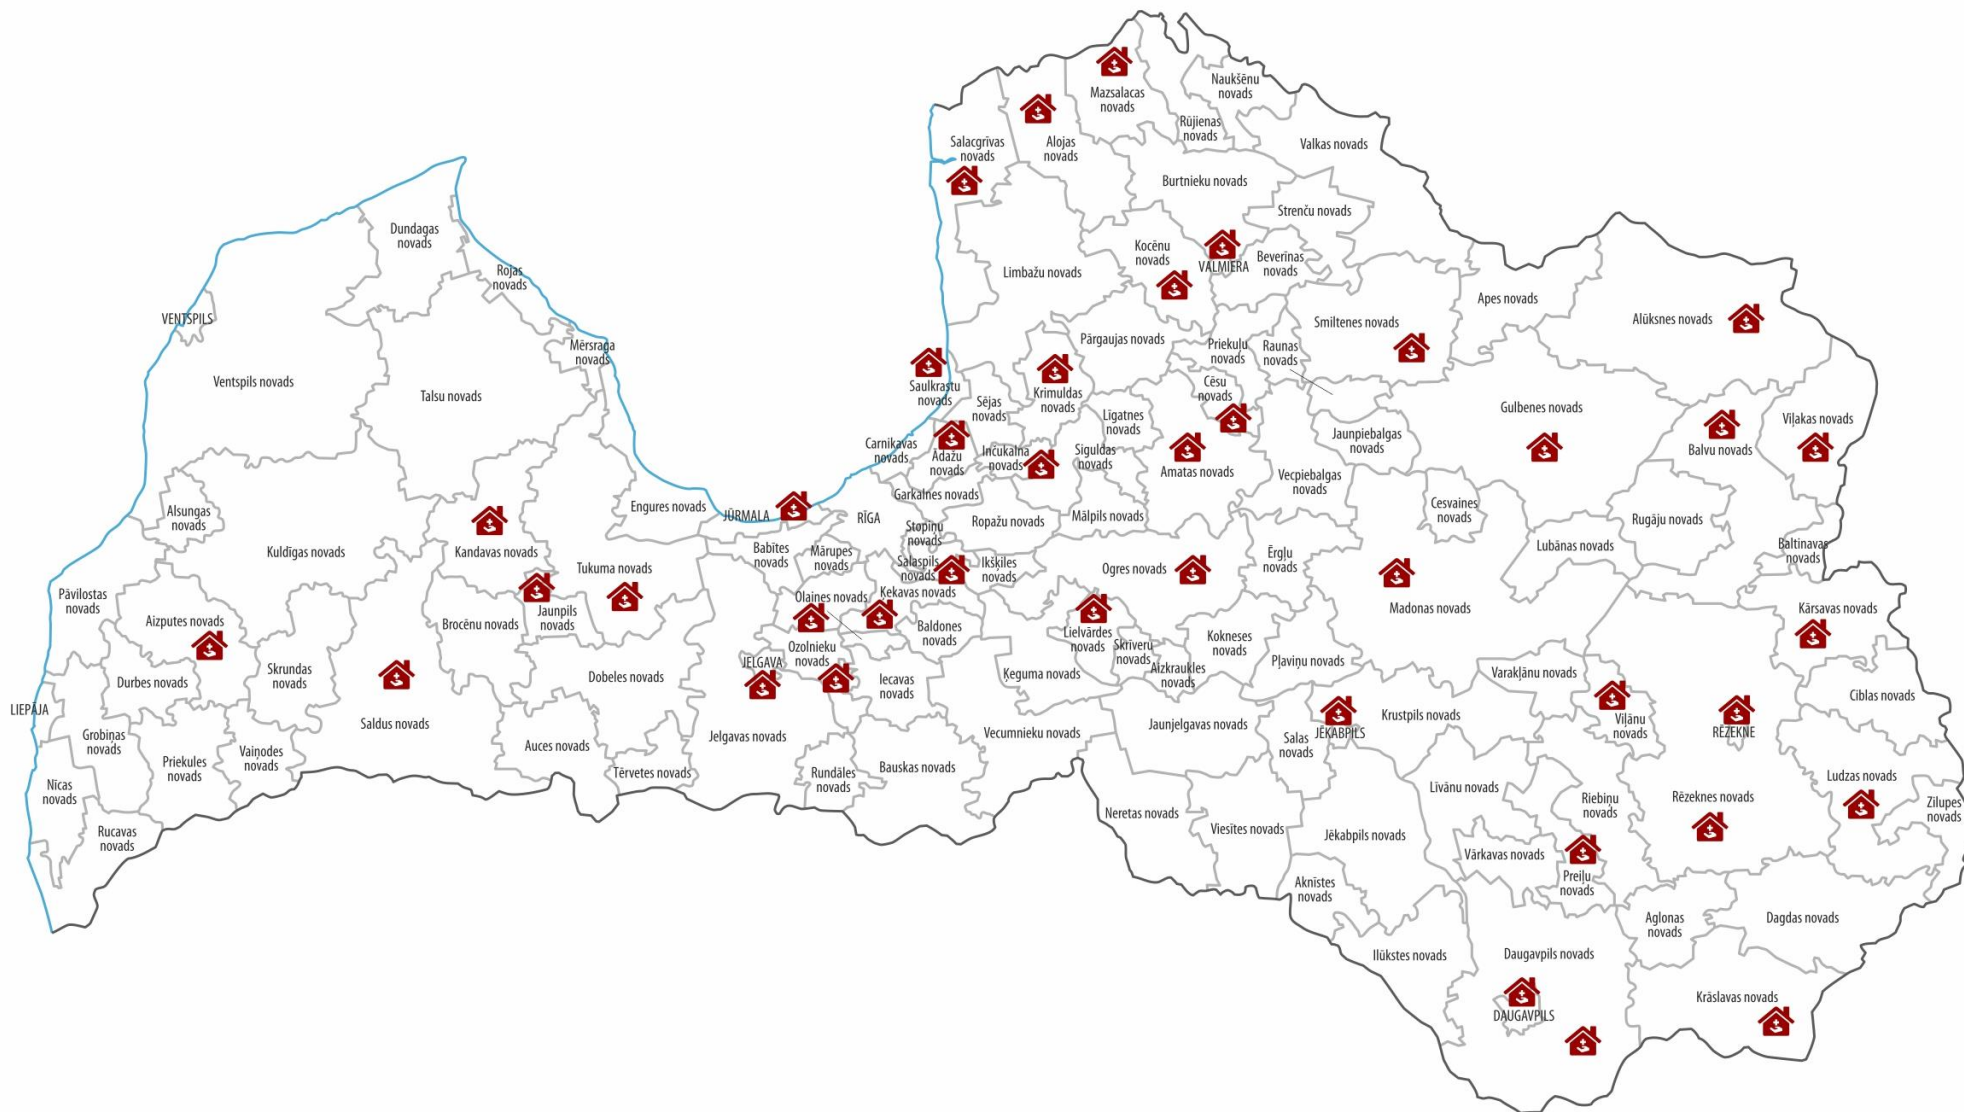 Naukšēnu
novads
Mazsalacas
novads
Rūjienas
novads
Salacgrīvas
novads
Alojas
novads
Valkas novads
Burtnieku novads
Strenču novads
Dundagas
novads
Kocēnu
novads
VALMIERA
Beverīnas
novads
Rojas
novads
Limbažu novads
Apes novads
VENTSPILS
Smiltenes novads
Alūksnes novads
Pārgaujas novads
Priekuļu
novads
Raunas
novads
Mērsraga
novads
Ventspils novads
Talsu novads
Saulkrastu
novads
Krimuldas
novads
Cēsu
novads
Sējas
novads
Līgatnes
novads
Gulbenes novads
Viļakas novads
Jaunpiebalgas
novads
Carnikavas
novads
Ādažu
novads
Inčukalna
novads
Siguldas
novads
Amatas novads
Balvu novads
Vecpiebalgas
novads
Garkalnes novads
Cesvaines
novads
Alsungas
novads
Engures novads
JŪRMALA
RĪGA
Ropažu novads
Mālpils novads
Rugāju novads
Stopiņu
novads
Kuldīgas novads
Kandavas novads
Babītes
novads
Mārupes
novads
Lubānas novads
Baltinavas
novads
Ērgļu
novads
Tukuma novads
Salaspils
novads
Ikšķiles
novads
Ogres novads
Pāvilostas
novads
Ķekavas novads
Olaines novads
Madonas novads
Kārsavas novads
Aizputes novads
Brocēnu novads
Jaunpils
novads
Baldones
novads
Lielvārdes
novads
Kokneses
novads
Skrīveru
novads
Ozolnieku
novads
JELGAVA
Pļaviņu novads
Aizkraukles
novads
Skrundas
novads
Durbes novads
Dobeles novads
Iecavas
novads
Ķeguma novads
Varakļānu novads
Ciblas novads
LIEPĀJA
Saldus novads
Krustpils novads
Viļānu
novads
RĒZEKNE
Jaunjelgavas novads
JĒKABPILS
Salas
novads
Vecumnieku novads
Jelgavas novads
Grobiņas
novads
Auces novads
Vaiņodes
novads
Priekules
novads
Tērvetes novads
Rundāles
novads
Bauskas novads
Ludzas novads
Līvānu novads
Nīcas
novads
Riebiņu
novads
Rēzeknes novads
Zilupes
novads
Neretas novads
Viesītes novads
Jēkabpils novads
Rucavas
novads
Vārkavas novads
Preiļu
novads
Aknīstes
novads
Aglonas
novads
Dagdas novads
Ilūkstes novads
Daugavpils novads
Krāslavas novads
DAUGAVPILS